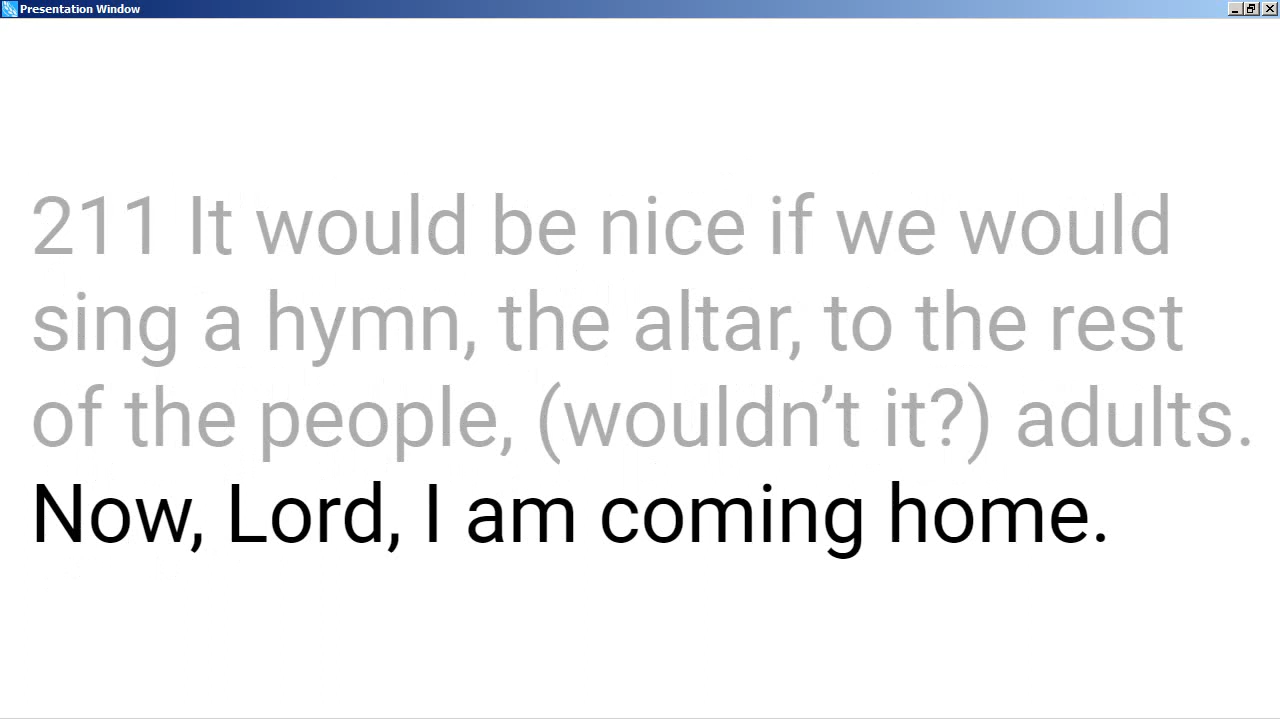 Presentation Window
211 It would be nice if we would
sing a hymn, the altar, to the rest
of the people, (wouldn’t it?) adults.
Now, Lord, I am coming home.